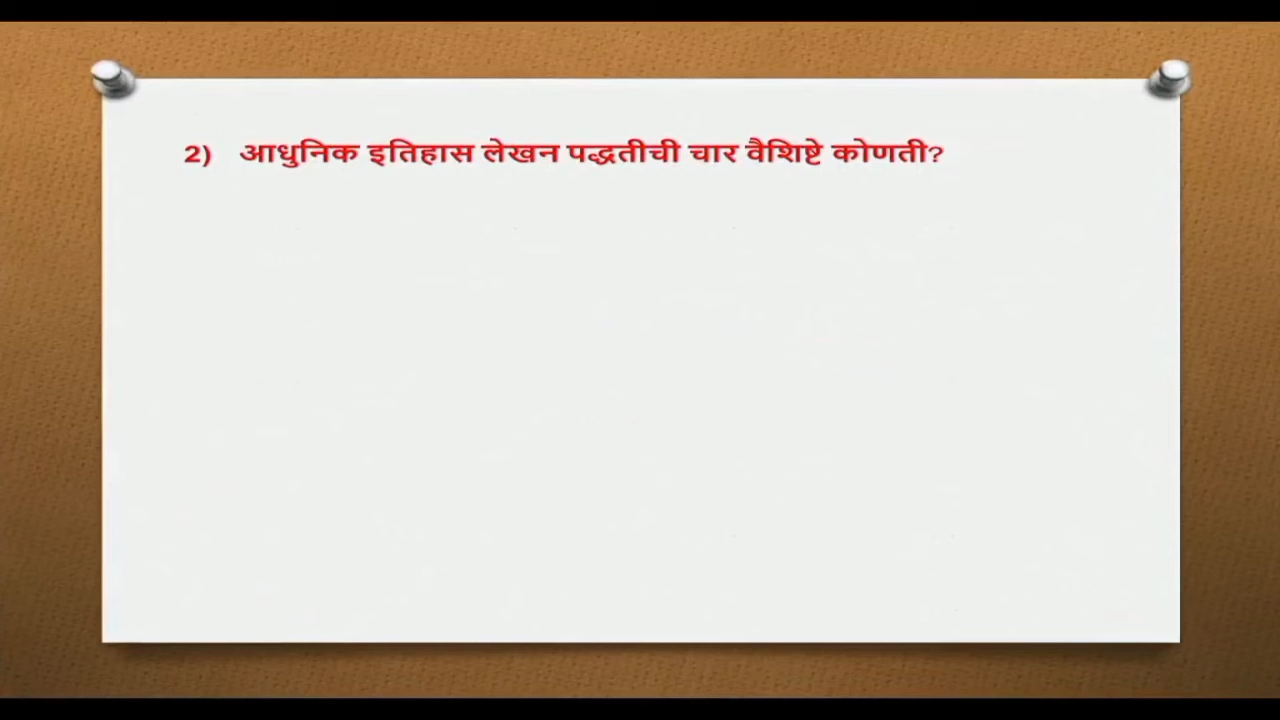 2) आधुनिक इतिहास लेखन पद्धतीची चार वैशिष्टे कोणती?